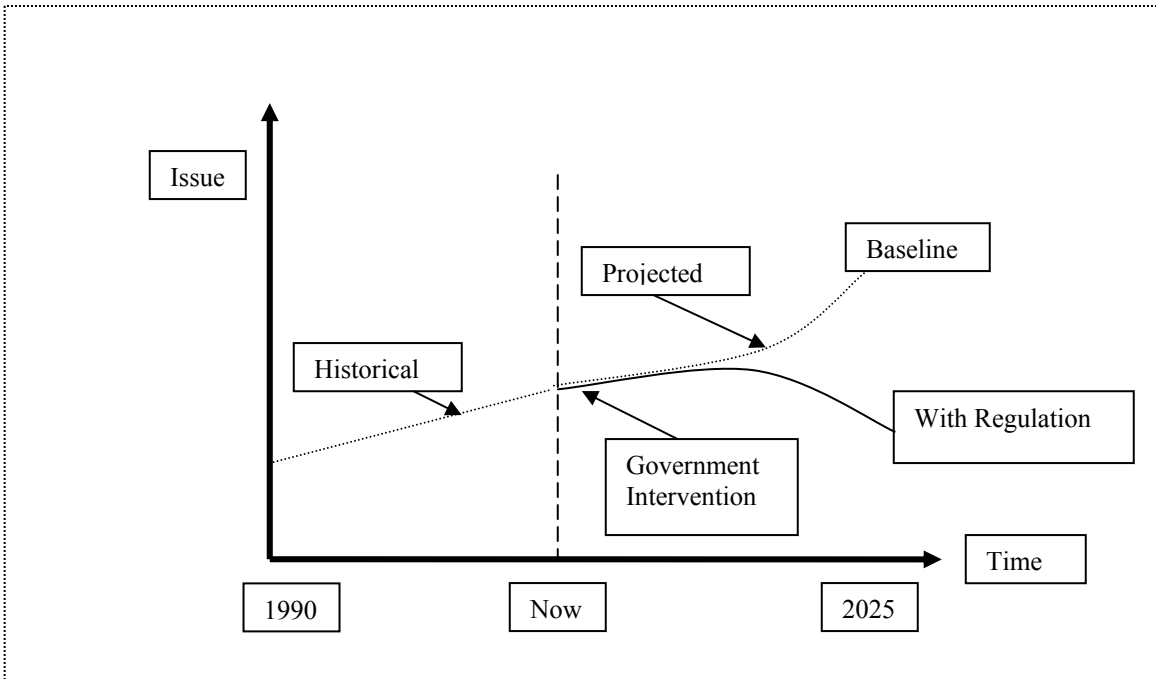 Issue
Baseline
Projected
Historical
With Regulation
Government
Intervention
Time
1990
Now
2025